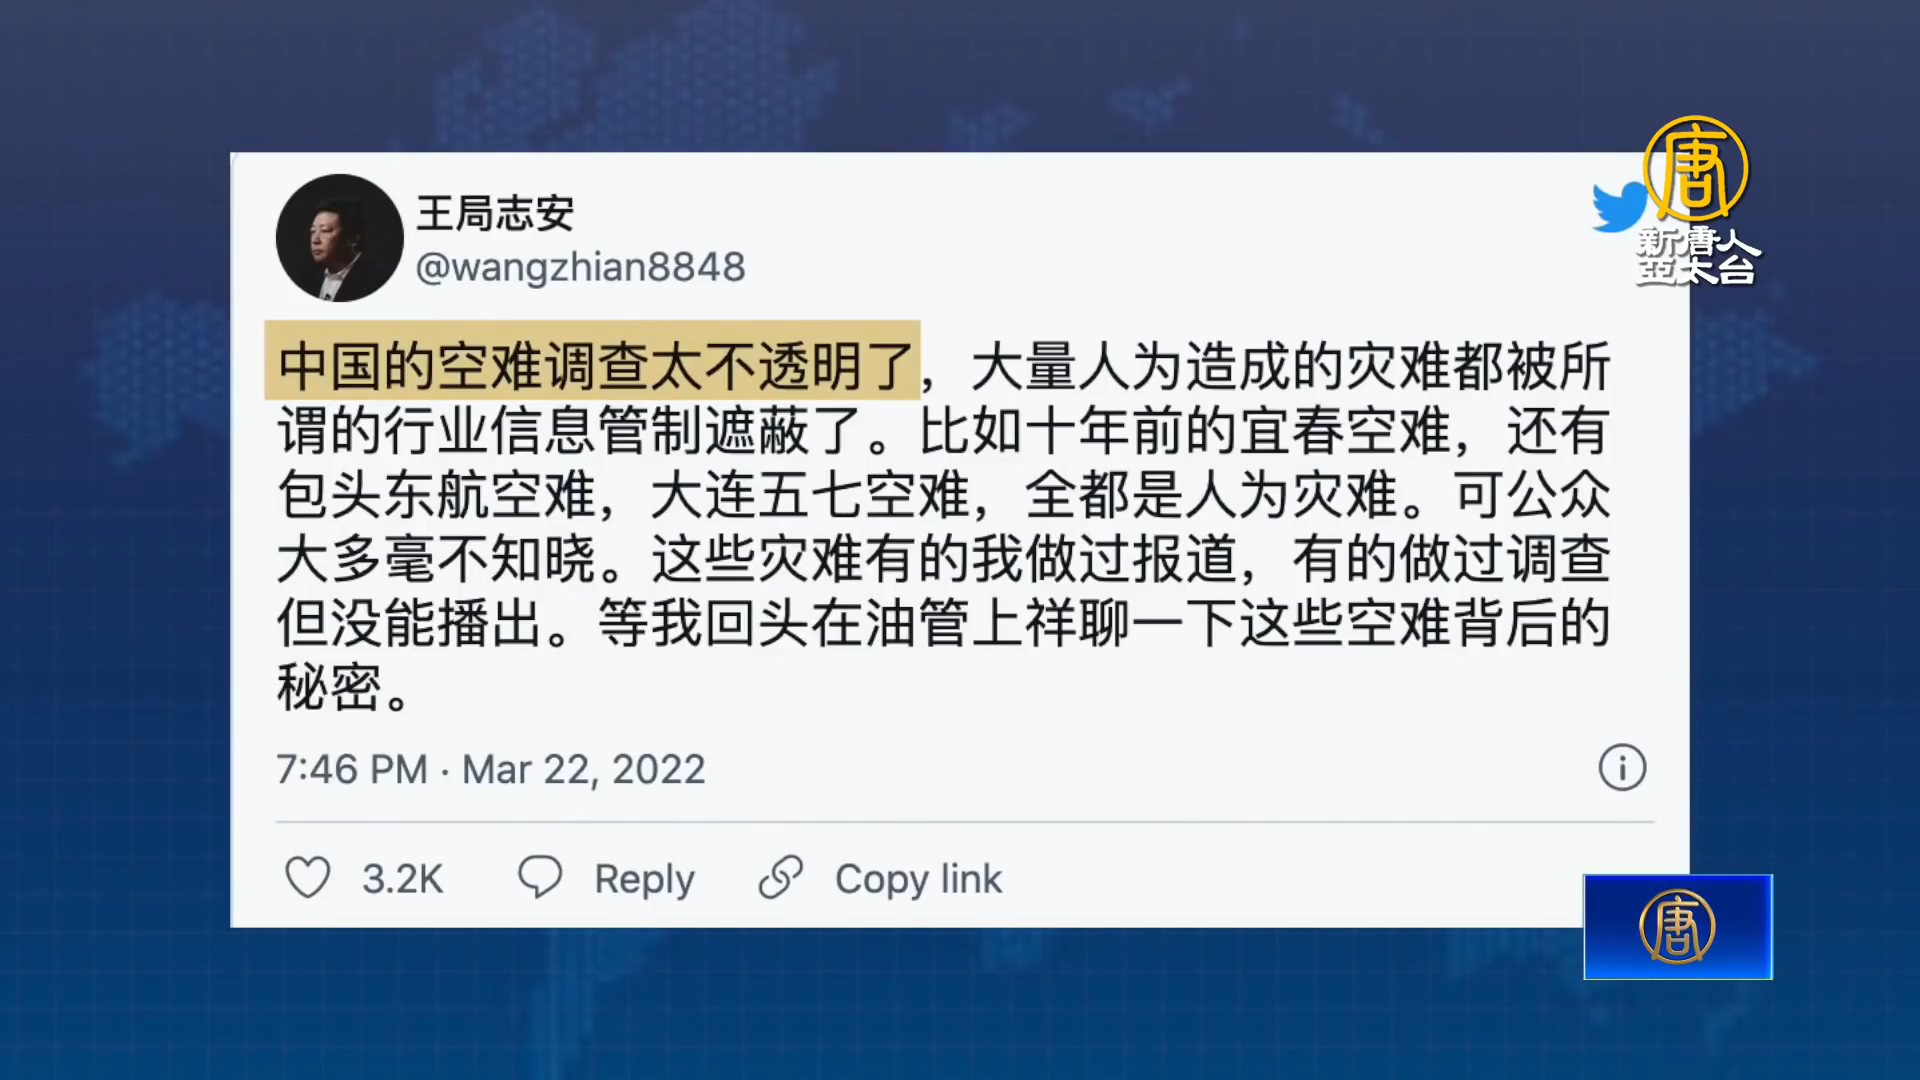 王局志安
@wangzhian8848
唐
新唐人
亞太台
中国的空难调查太不透明了，大量人为造成的灾难都被所
谓的行业信息管制遮蔽了。比如十年前的宜春空难，还有
包头东航空难，大连五七空难，全都是人为灾难。可公众
大多毫不知晓。这些灾难有的我做过报道，有的做过调查
但没能播出。等我回头在油管上祥聊一下这些空难背后的
秘密。
7:46 PM · Mar 22, 2022
3.2K
Reply
Copy link
唐